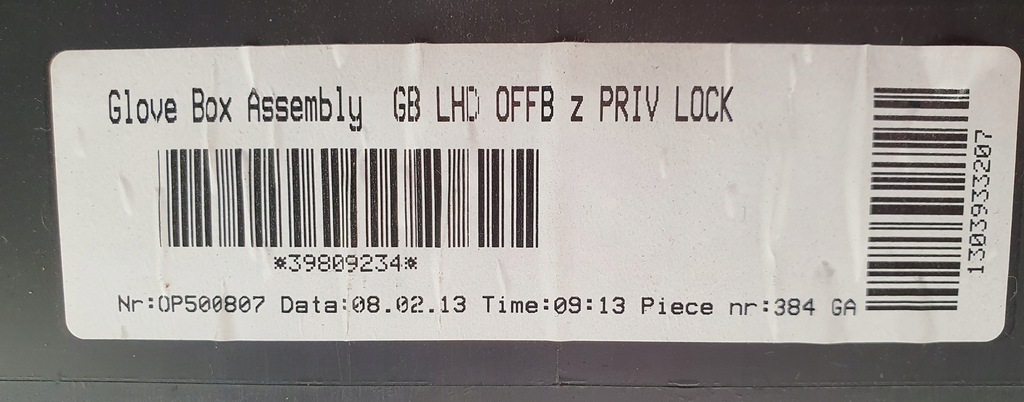 Glove Box Assembly GB LHD OFFB z PRIV LOCK
*39809234*
Nr:OP500807 Data:08.02.13 Time:09:13 Piece nr:384 GA
1303933207